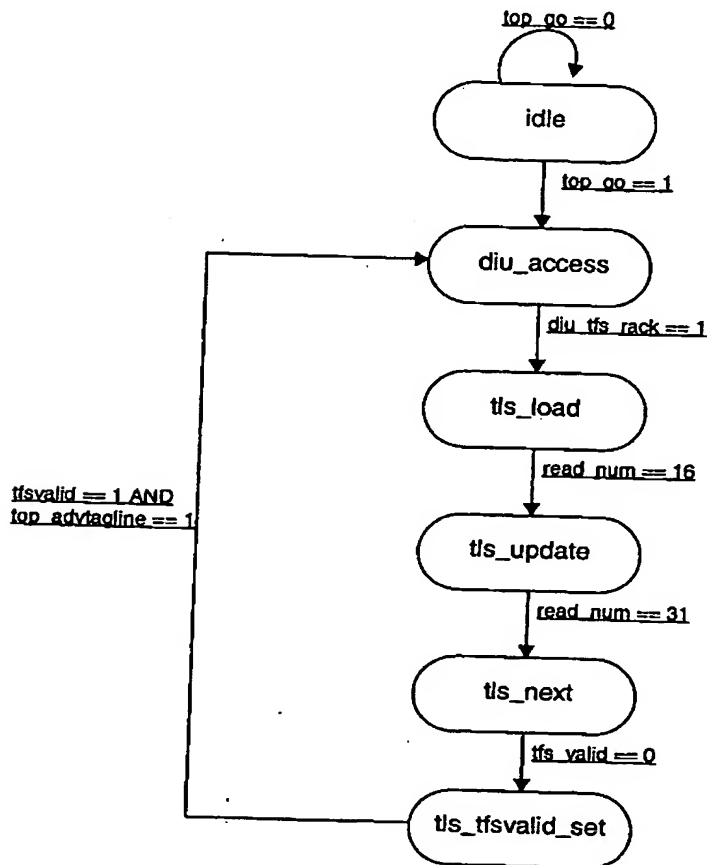 top_go == 0
idle
top_go == 1
diu_access
diu_tfs_rack == 1
tls_load
read_num == 16
tfsvalid == 1 AND
top_advtagline == 1
tls_update
read_num == 31
tls_next
tfs_valid == 0
tls_tfsvalid_set